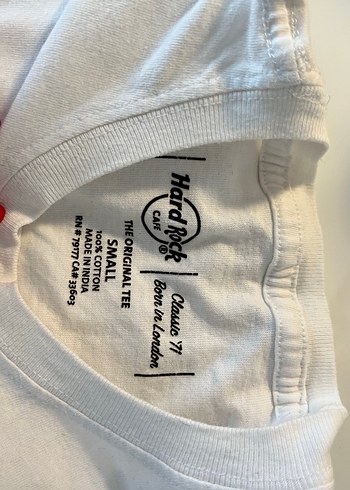 Hard Rock
CAFE ®
Classic '71
Born in London
THE ORIGINAL TEE
SMALL
100% COTTON
MADE IN INDIA
RN# 79177 CA# 33603